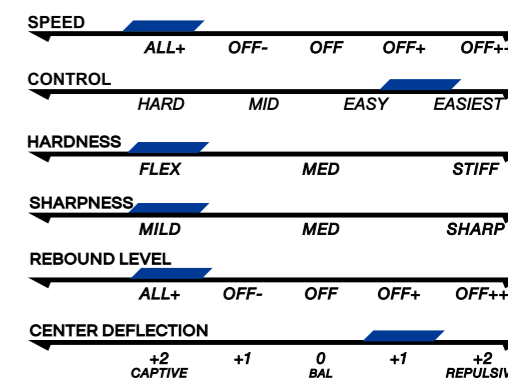 SPEED
ALL+ OFF- OFF OFF+ OFF++
CONTROL
HARD MID EASY EASIEST
HARDNESS
FLEX MED STIFF
SHARPNESS
MILD MED SHARP
REBOUND LEVEL
ALL+ OFF- OFF OFF+ OFF++
CENTER DEFLECTION
+2 +1 0 +1 +2
CAPTIVE BAL REPULSIV